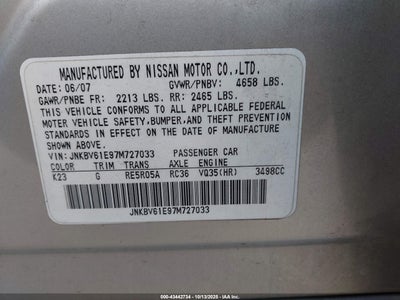 MANUFACTURED BY NISSAN MOTOR CO.,LTD.
DATE: 06/07 GVWR/PNBV: 4658 LBS.
GAWR/PNBE FR: 2213 LBS. RR: 2465 LBS.
THIS VEHICLE CONFORMS TO ALL APPLICABLE FEDERAL
MOTOR VEHICLE SAFETY,BUMPER,AND THEFT PREVENTION
STANDARDS IN EFFECT ON THE DATE OF MANUFACTURE
SHOWN ABOVE.
VIN: JNKBV61E97M727033 PASSENGER CAR
COLOR TRIM TRANS AXLE ENGINE
K23 G RE5R05A RC36 VQ35(HR) 3498CC
JNKBV61E97M727033
000-43442734 - 10/13/2025 - IAA